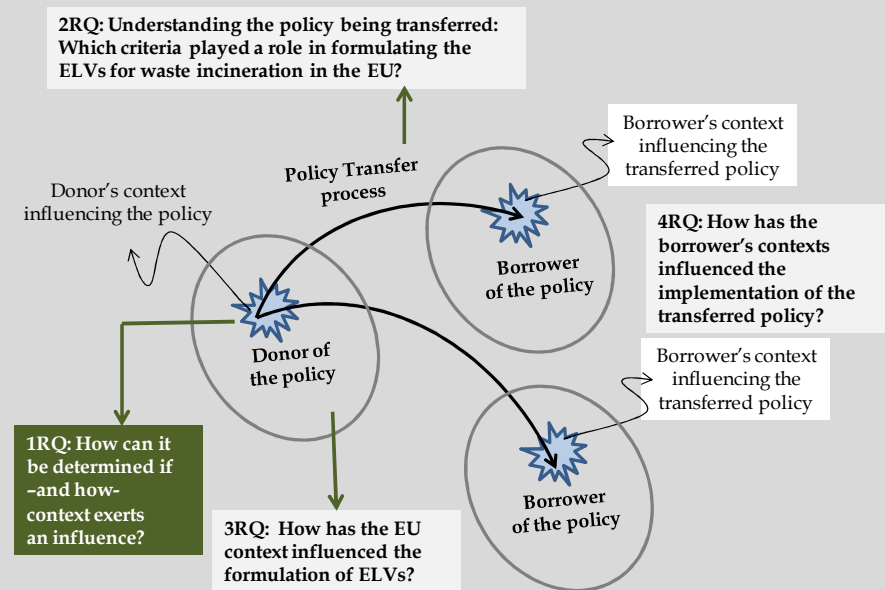 2RQ: Understanding the policy being transferred:
Which criteria played a role in formulating the
ELVs for waste incineration in the EU?
Borrower's context
influencing the
transferred policy
Policy Transfer
process
Donor's context
influencing the policy
4RQ: How has the
borrower's contexts
influenced the
implementation of the
transferred policy?
Borrower
of the policy
Donor of
the policy
Borrower's context
influencing the
transferred policy
1RQ: How can it
be determined if
–and how-
context exerts
an influence?
Borrower
of the policy
3RQ: How has the EU
context influenced the
formulation of ELVs?